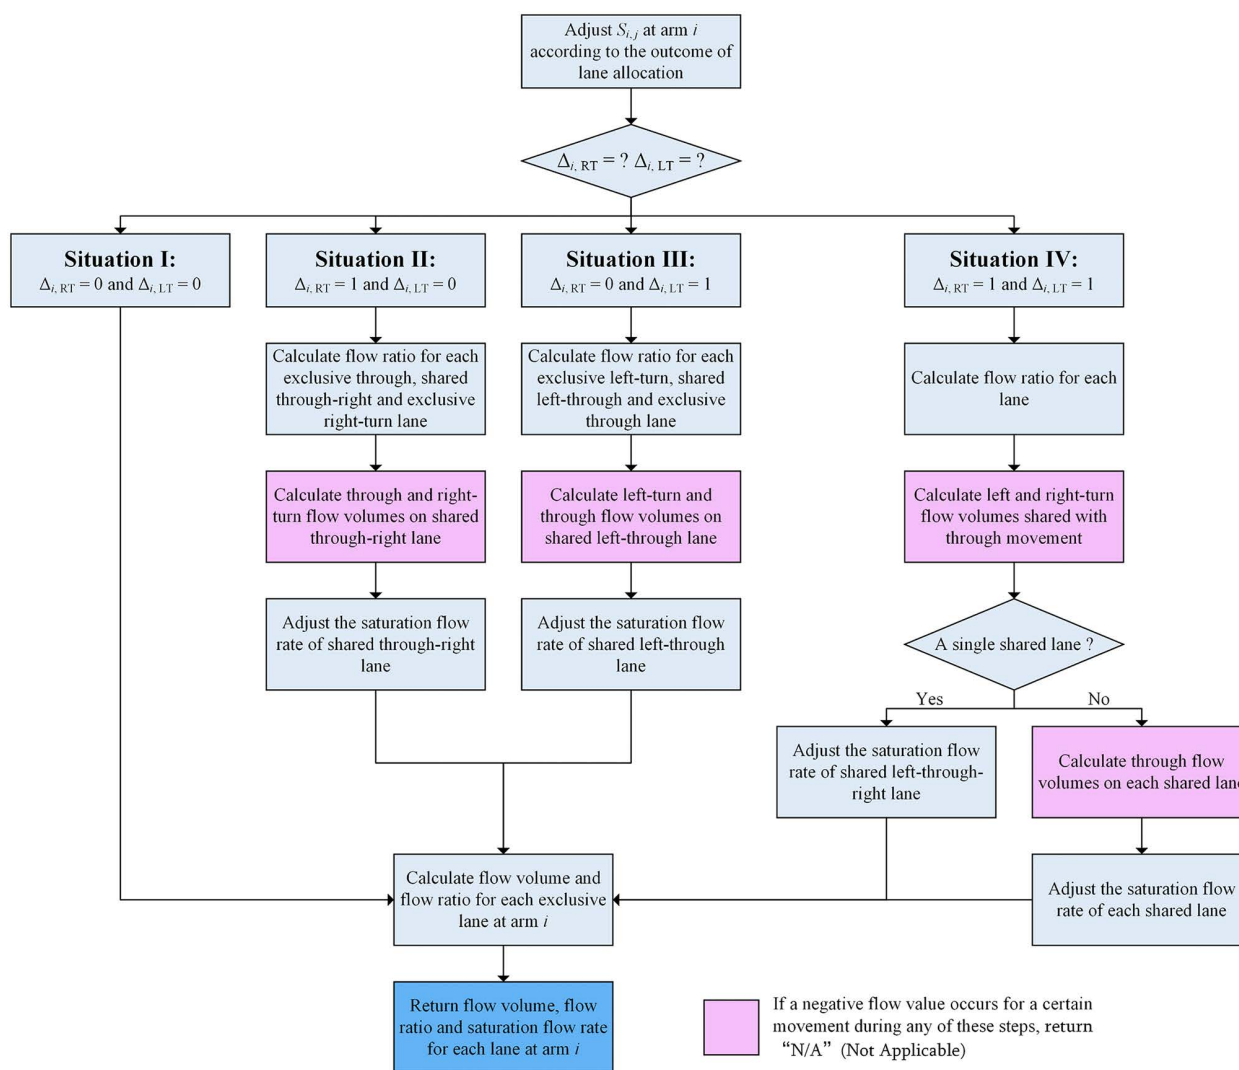 Adjust S_{i,j} at arm i
according to the outcome of
lane allocation
Δ_{i, RT} = ? Δ_{i, LT} = ?
Situation I:
Δ_{i, RT} = 0 and Δ_{i, LT} = 0
Situation II:
Δ_{i, RT} = 1 and Δ_{i, LT} = 0
Situation III:
Δ_{i, RT} = 0 and Δ_{i, LT} = 1
Situation IV:
Δ_{i, RT} = 1 and Δ_{i, LT} = 1
Calculate flow ratio for each
exclusive through, shared
through-right and exclusive
right-turn lane
Calculate flow ratio for each
exclusive left-turn, shared
left-through and exclusive
through lane
Calculate flow ratio for each
lane
Calculate through and right-
turn flow volumes on shared
through-right lane
Calculate left-turn and
through flow volumes on
shared left-through lane
Calculate left and right-turn
flow volumes shared with
through movement
Adjust the saturation flow
rate of shared through-right
lane
Adjust the saturation flow
rate of shared left-through
lane
A single shared lane ?
Yes
No
Adjust the saturation flow
rate of shared left-through-
right lane
Calculate through flow
volumes on each shared lane
Calculate flow volume and
flow ratio for each exclusive
lane at arm i
Adjust the saturation flow
rate of each shared lane
Return flow volume, flow
ratio and saturation flow rate
for each lane at arm i
If a negative flow value occurs for a certain
movement during any of these steps, return
“N/A” (Not Applicable)